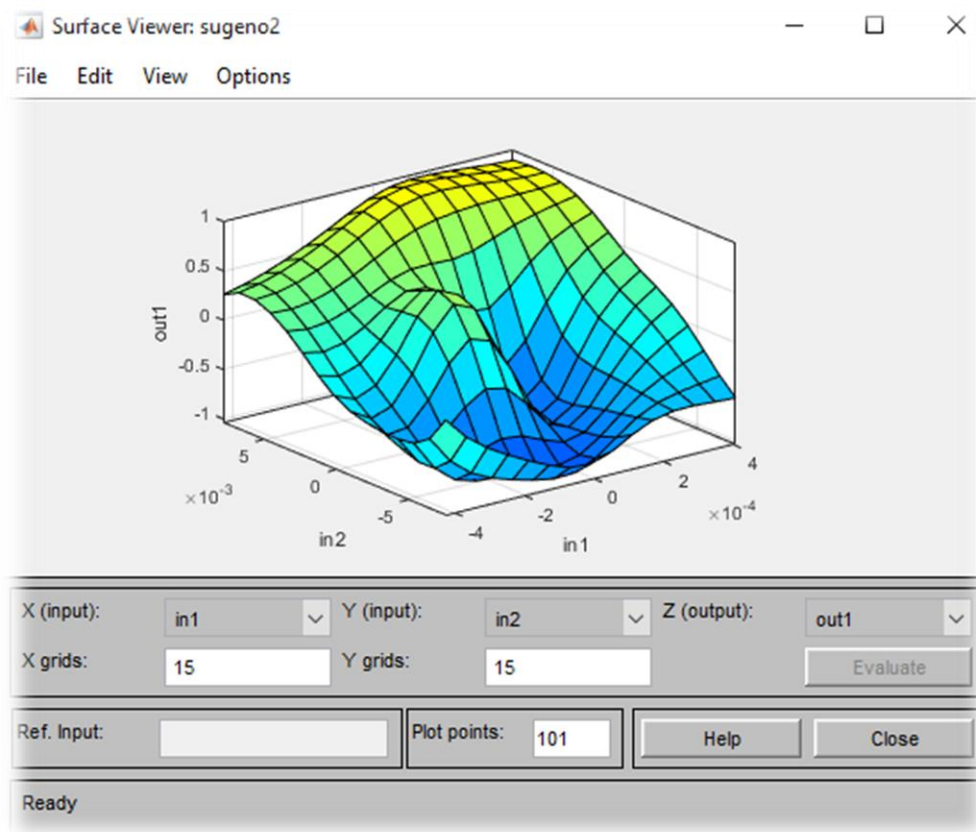 Surface Viewer: sugeno2
File Edit View Options
1
0.5
0
-0.5
-1
out1
5
0
-5
×10-3
in2
-4
-2
0
2
4
×10-4
in1
X (input): in1 Y (input): in2 Z (output): out1
X grids: 15 Y grids: 15 Evaluate
Ref. Input: Plot points: 101 Help Close
Ready